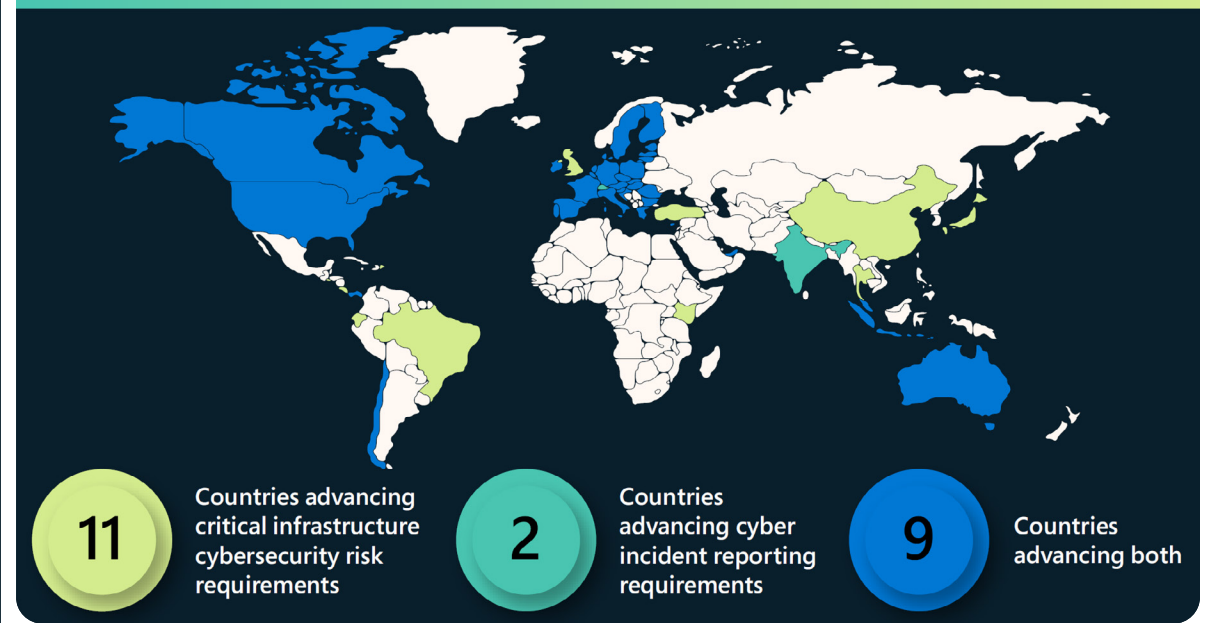 11
Countries advancing
critical infrastructure
cybersecurity risk
requirements
2
Countries
advancing cyber
incident reporting
requirements
9
Countries
advancing both